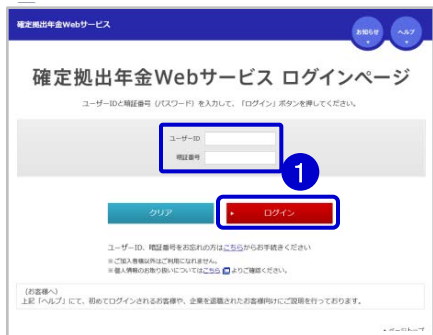 確定拠出年金Webサービス
お知らせ
ヘルプ
確定拠出年金Webサービス ログインページ
ユーザーIDと暗証番号（パスワード）を入力して、「ログイン」ボタンを押してください。
ユーザーID
暗証番号
1
クリア
ログイン
ユーザーID、暗証番号をお忘れの方はこちらからお手続きください
※ご加入者様以外はご利用になれません。
※個人情報のお取り扱いについてはこちら よりご確認ください。
（お客様へ）
上記「ヘルプ」にて、初めてログインされるお客様や、企業を退職されたお客様向けにご説明を行っております。
ページトップ